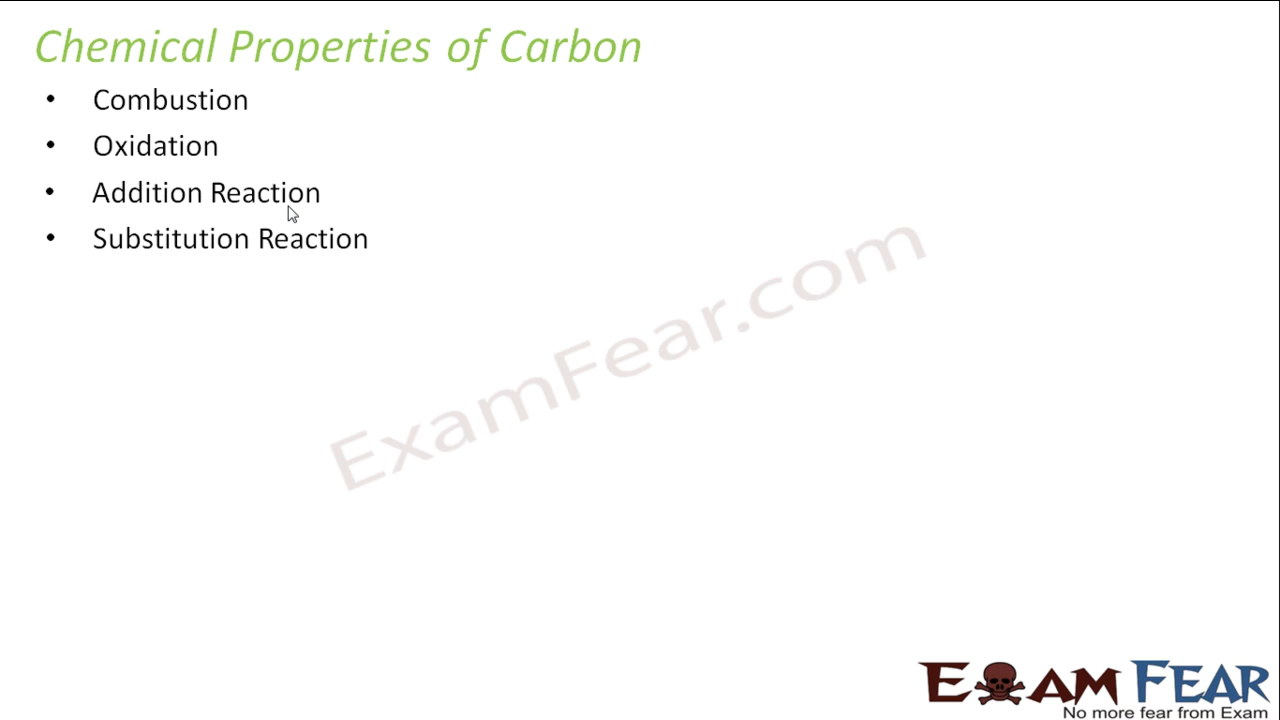 Chemical Properties of Carbon
• Combustion
• Oxidation
• Addition Reaction
• Substitution Reaction
ExamFear.com
EXAM FEAR
No more fear from Exam